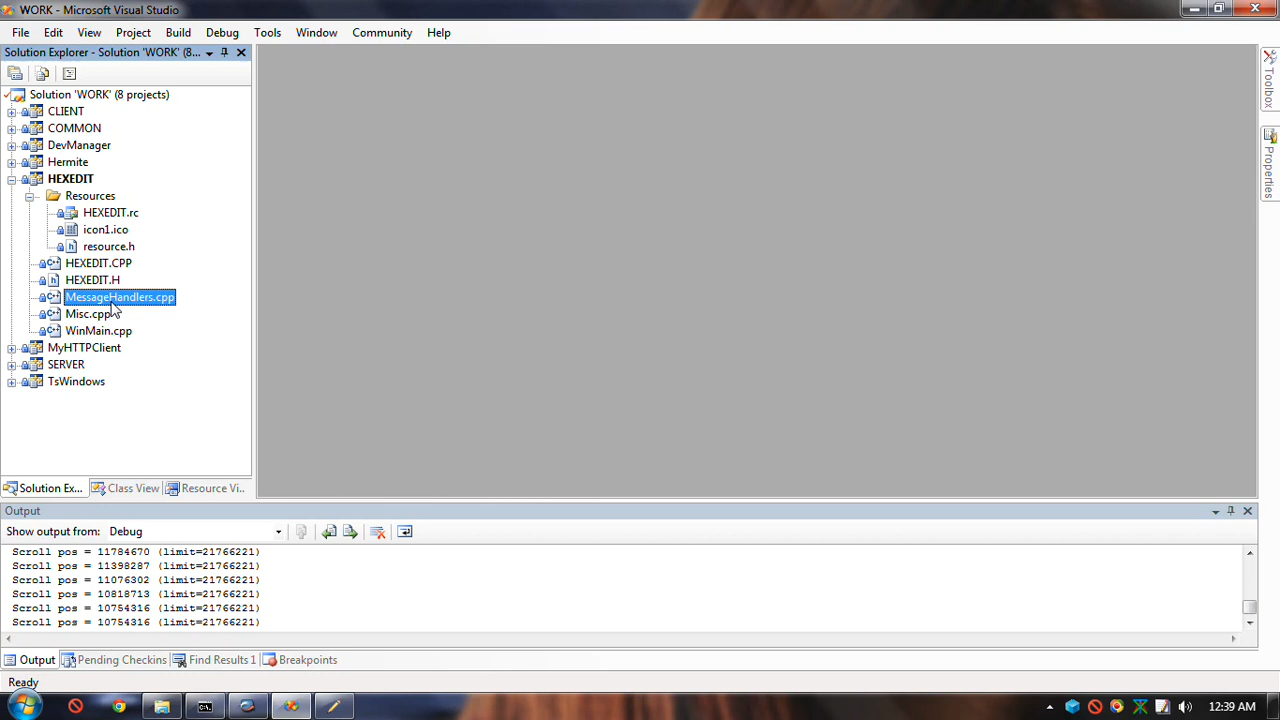 WORK - Microsoft Visual Studio
File Edit View Project Build Debug Tools Window Community Help
Solution Explorer - Solution 'WORK' (8...
Solution 'WORK' (8 projects)
CLIENT
COMMON
DevManager
Hermite
HEXEDIT
Resources
HEXEDIT.rc
icon1.ico
resource.h
HEXEDIT.CPP
HEXEDIT.H
MessageHandlers.cpp
Misc.cpp
WinMain.cpp
MyHTTPClient
SERVER
TsWindows
Solution Ex... Class View Resource Vi..
Toolbox
Properties
Output
Show output from: Debug
Scroll pos = 11784670 (limit=21766221)
Scroll pos = 11398287 (limit=21766221)
Scroll pos = 11076302 (limit=21766221)
Scroll pos = 10818713 (limit=21766221)
Scroll pos = 10754316 (limit=21766221)
Scroll pos = 10754316 (limit=21766221)
Output Pending Checkins Find Results 1 Breakpoints
Ready
12:39 AM